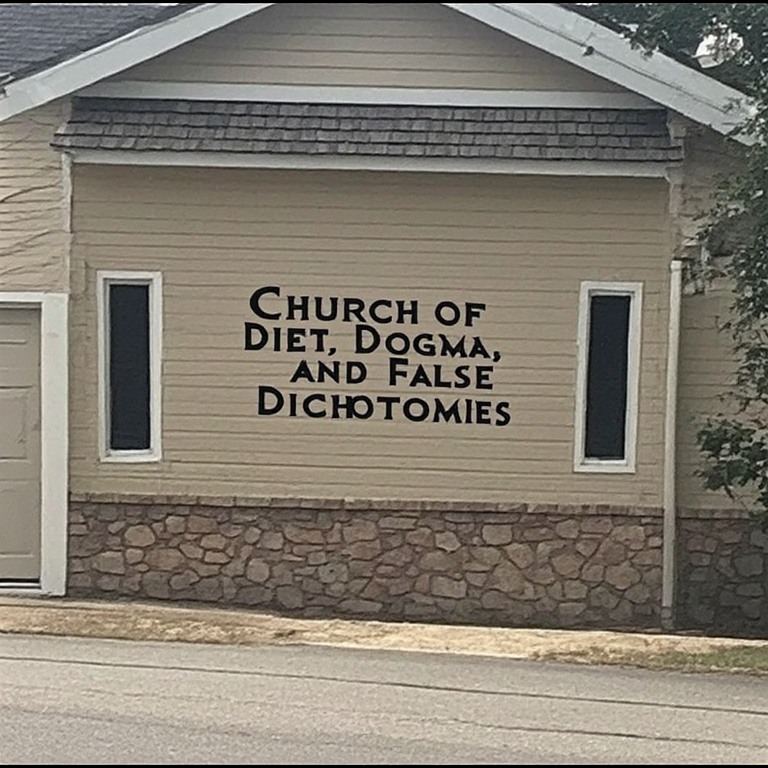 Church of
Diet, Dogma,
and False
Dichotomies